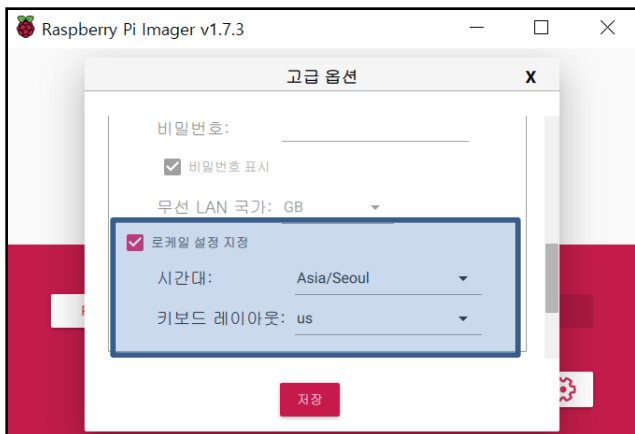 Raspberry Pi Imager v1.7.3
고급 옵션 X
비밀번호:
비밀번호 표시
무선 LAN 국가: GB
로케일 설정 지정
시간대: Asia/Seoul
키보드 레이아웃: us
저장